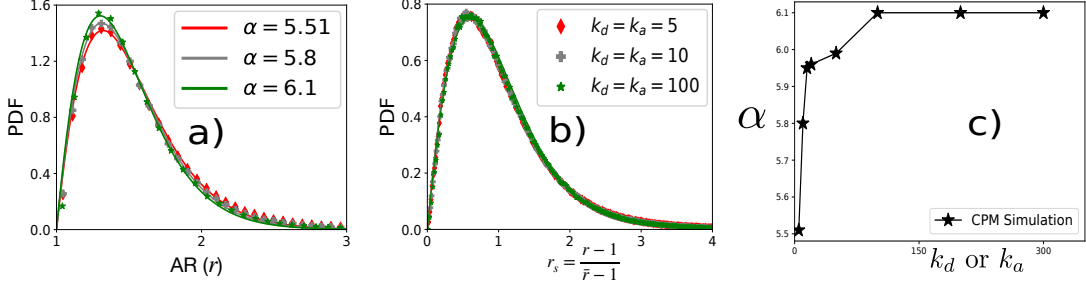 1.6
1.2
0.8
0.4
0.0
1
2
3
PDF
AR (r)
α = 5.51
α = 5.8
α = 6.1
a)
0.8
0.6
0.4
0.2
0.0
0
1
2
3
4
PDF
r_s = \frac{r − 1}{\bar{r} − 1}
k_d = k_a = 5
k_d = k_a = 10
k_d = k_a = 100
b)
6.1
6.0
5.9
5.8
5.7
5.6
5.5
0
150
300
α
k_d or k_a
c)
CPM Simulation